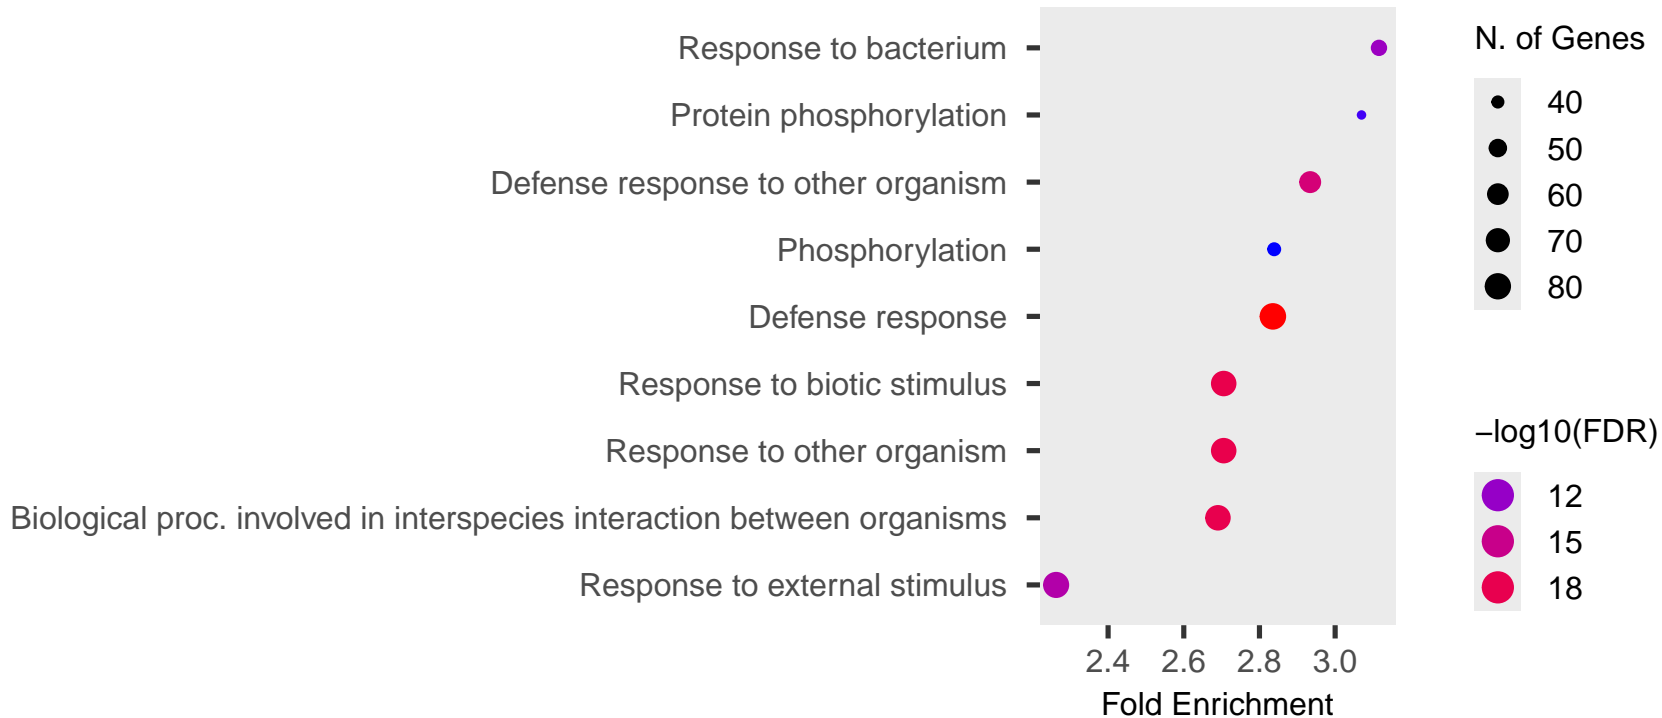 Response to bacterium
Protein phosphorylation
Defense response to other organism
Phosphorylation
Defense response
Response to biotic stimulus
Response to other organism
Biological proc. involved in interspecies interaction between organisms
Response to external stimulus
2.4 2.6 2.8 3.0
Fold Enrichment
N. of Genes
40
50
60
70
80
−log10(FDR)
12
15
18